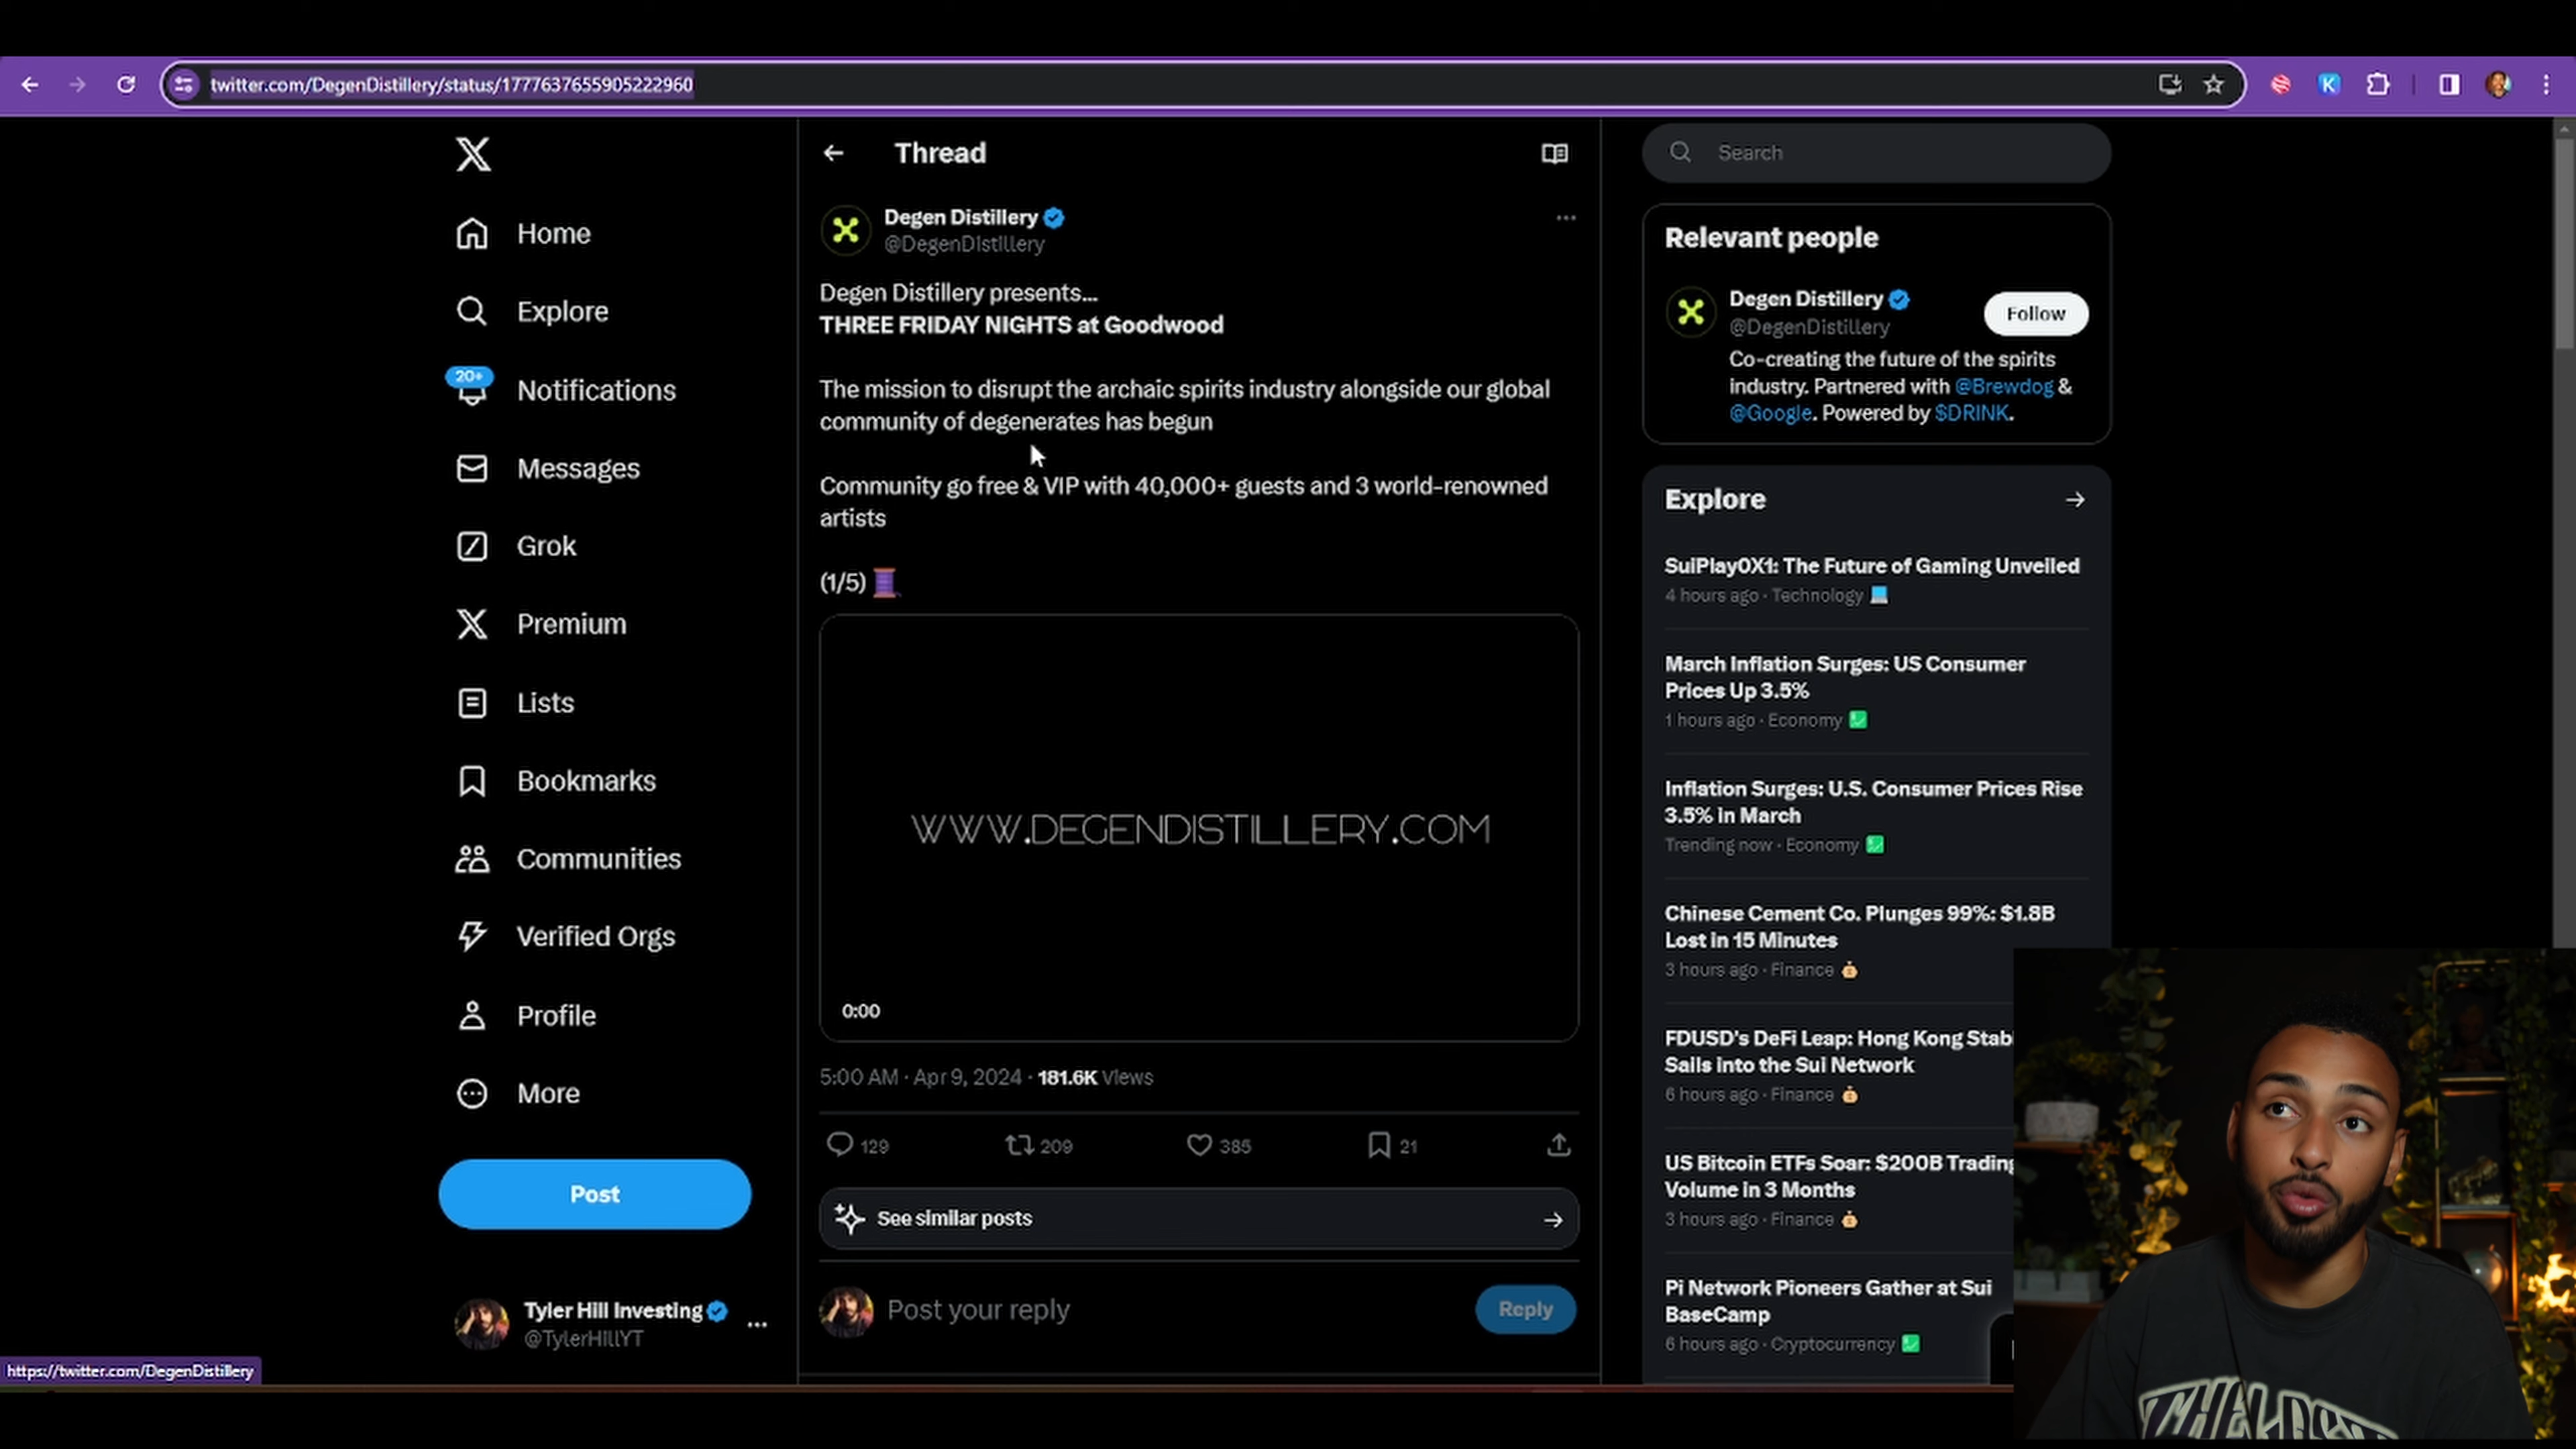 twitter.com/DegenDistillery/status/1777637655905222960
Home
Explore
20+
Notifications
Messages
Grok
Premium
Lists
Bookmarks
Communities
Verified Orgs
Profile
More
Post
Tyler Hill Investing
@TylerHillYT
https://twitter.com/DegenDistillery
Thread
Degen Distillery
@DegenDistillery
Degen Distillery presents...
THREE FRIDAY NIGHTS at Goodwood
The mission to disrupt the archaic spirits industry alongside our global
community of degenerates has begun
Community go free & VIP with 40,000+ guests and 3 world-renowned
artists
(1/5)
WWW.DEGENDISTILLERY.COM
0:00
5:00 AM · Apr 9, 2024 · 181.6K Views
129 209 385 21
See similar posts
Post your reply
Reply
Search
Relevant people
Degen Distillery
@DegenDistillery
Follow
Co-creating the future of the spirits
industry. Partnered with @Brewdog &
@Google. Powered by $DRINK.
Explore
SuiPlay0X1: The Future of Gaming Unveiled
4 hours ago · Technology
March Inflation Surges: US Consumer
Prices Up 3.5%
1 hours ago · Economy
Inflation Surges: U.S. Consumer Prices Rise
3.5% in March
Trending now · Economy
Chinese Cement Co. Plunges 99%: $1.8B
Lost in 15 Minutes
3 hours ago · Finance
FDUSD's DeFi Leap: Hong Kong Stabl
Sails into the Sui Network
6 hours ago · Finance
US Bitcoin ETFs Soar: $200B Trading
Volume in 3 Months
3 hours ago · Finance
Pi Network Pioneers Gather at Sui
BaseCamp
6 hours ago · Cryptocurrency